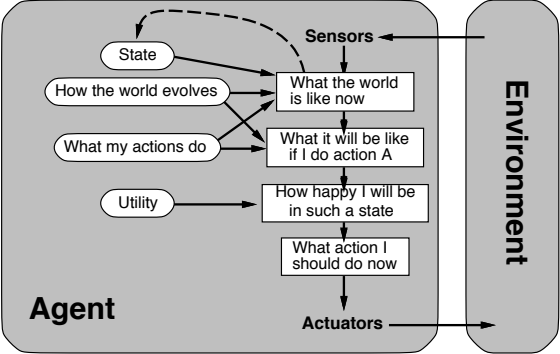 Sensors
State
What the world
is like now
How the world evolves
What it will be like
if I do action A
What my actions do
How happy I will be
in such a state
Utility
What action I
should do now
Agent
Actuators
Environment